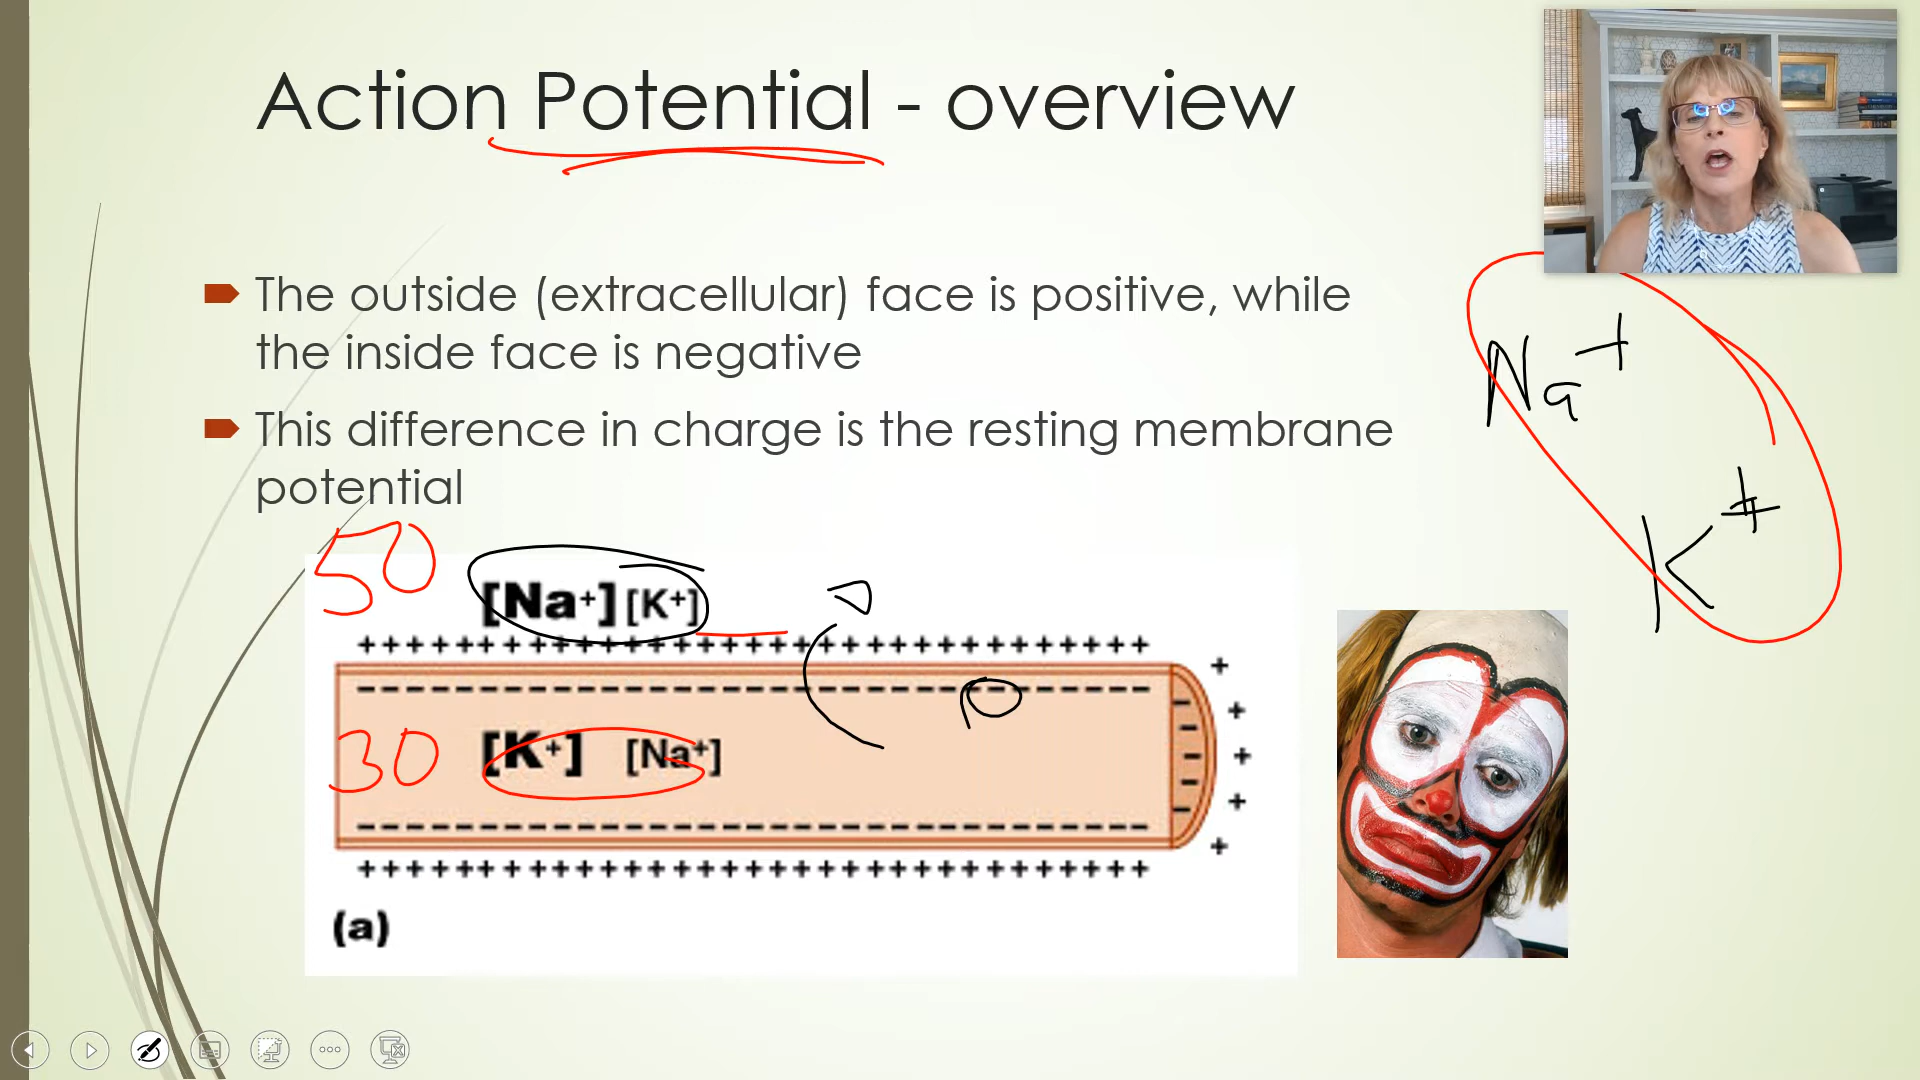 Action Potential - overview
The outside (extracellular) face is positive, while
the inside face is negative
This difference in charge is the resting membrane
potential
Na+
K+
50
[Na+] [K+]
++++++++++++++++++++++++++++++++
30
[K+] [Na+]
++++++++++++++++++++++++++++++++
(a)